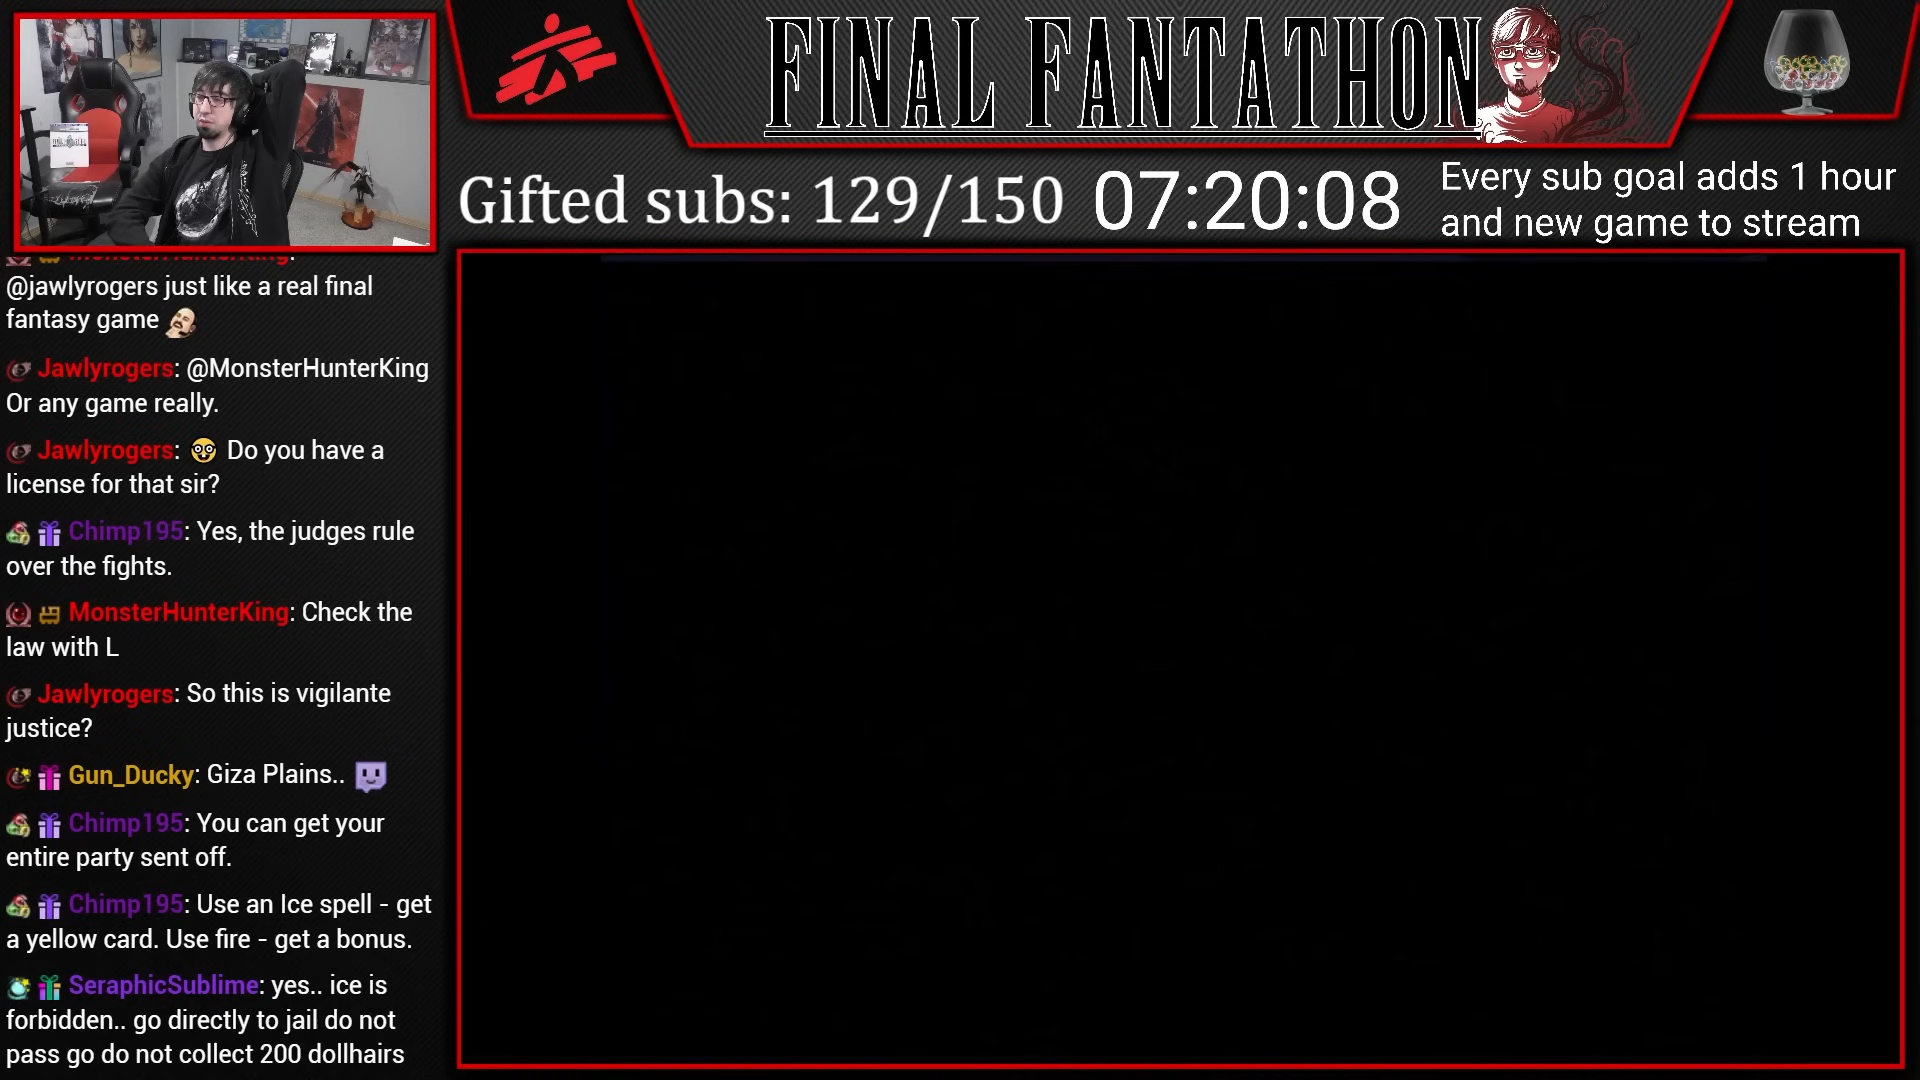 FINAL FANTATHON
Gifted subs: 129/150
07:20:08
Every sub goal adds 1 hour
and new game to stream
MonsterHunterKing:
@jawlyrogers just like a real final
fantasy game
Jawlyrogers: @MonsterHunterKing
Or any game really.
Jawlyrogers: Do you have a
license for that sir?
Chimp195: Yes, the judges rule
over the fights.
MonsterHunterKing: Check the
law with L
Jawlyrogers: So this is vigilante
justice?
Gun_Ducky: Giza Plains..
Chimp195: You can get your
entire party sent off.
Chimp195: Use an Ice spell - get
a yellow card. Use fire - get a bonus.
SeraphicSublime: yes.. ice is
forbidden.. go directly to jail do not
pass go do not collect 200 dollhairs